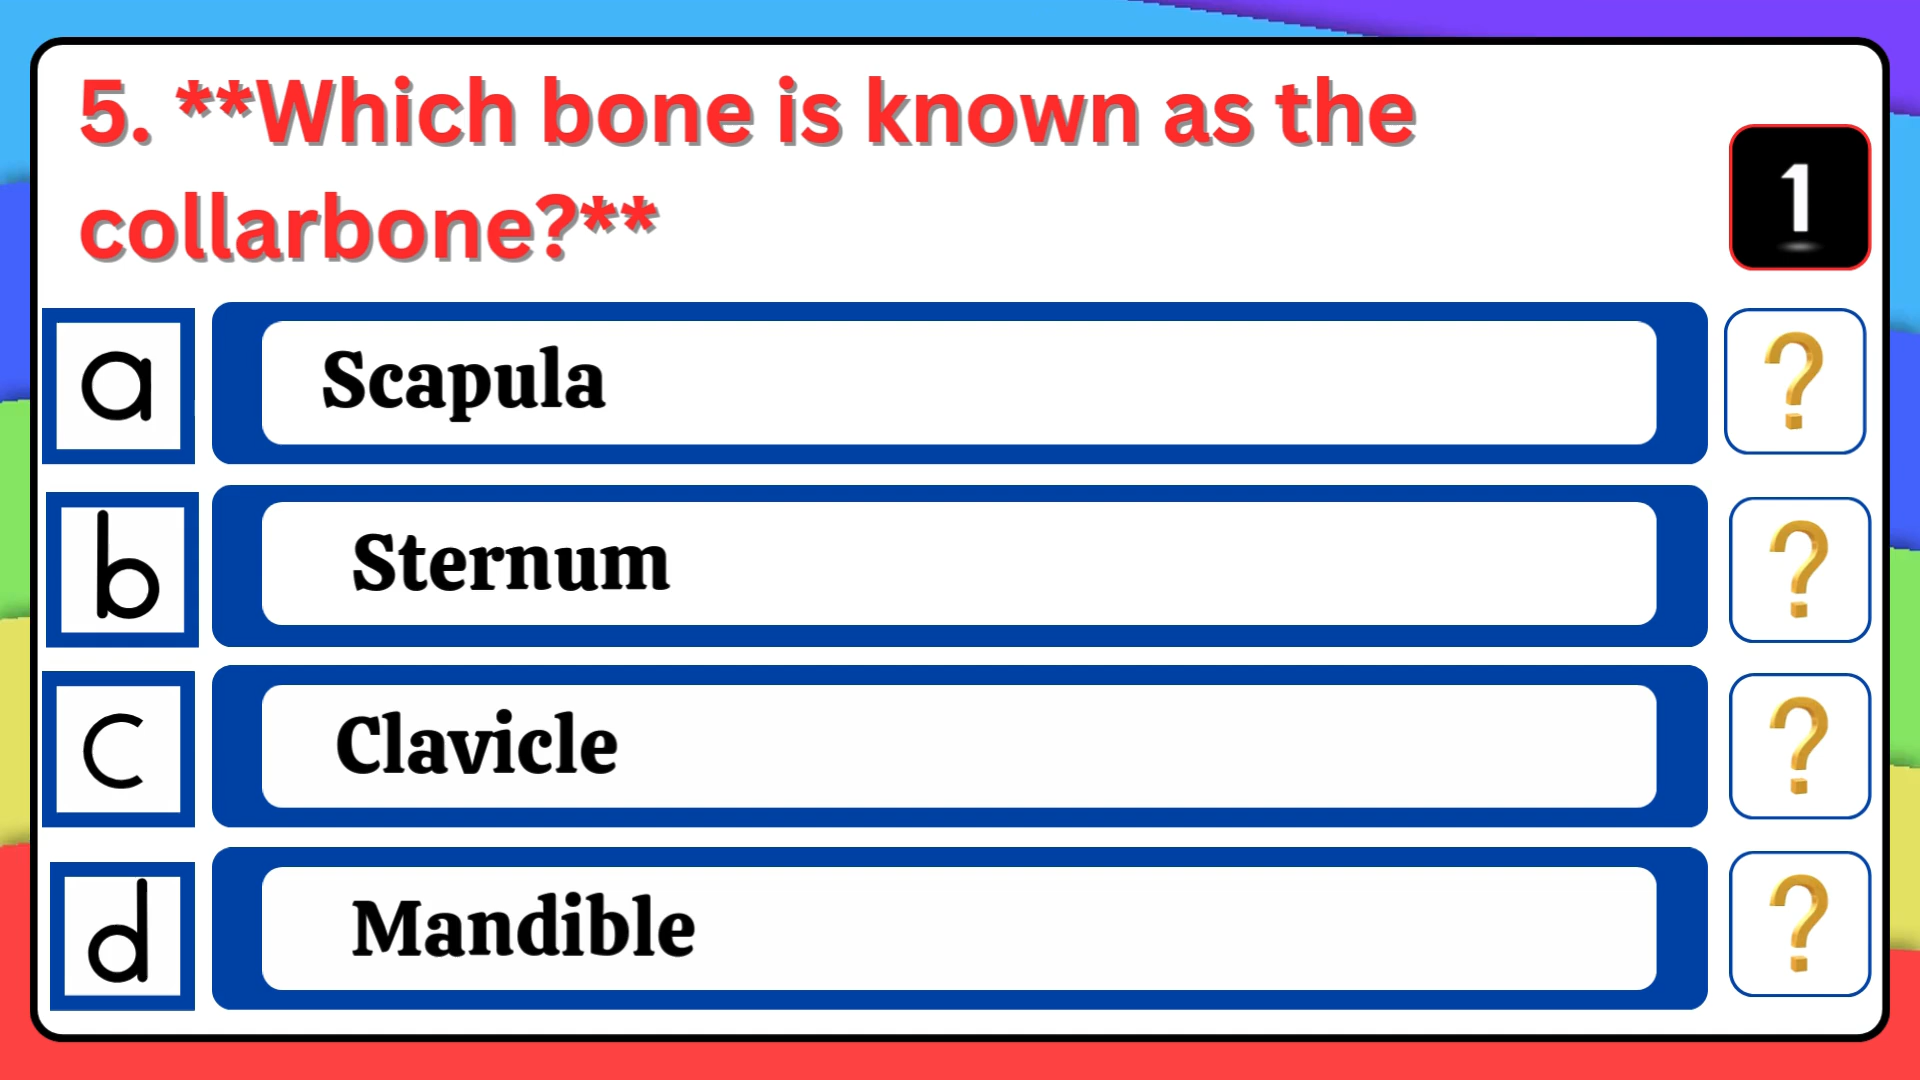 5. **Which bone is known as the
collarbone?**
1
a
Scapula
?
b
Sternum
?
c
Clavicle
?
d
Mandible
?